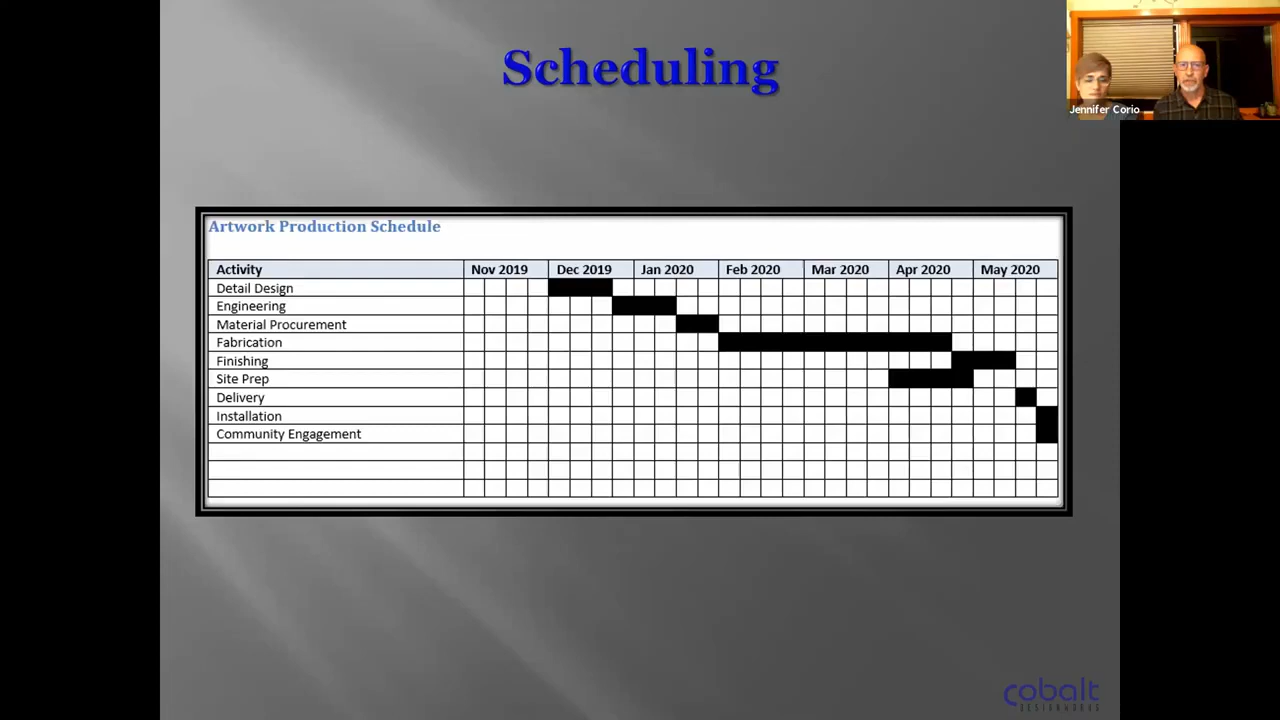 Scheduling
Jennifer Corio
Artwork Production Schedule
Activity Nov 2019 Dec 2019 Jan 2020 Feb 2020 Mar 2020 Apr 2020 May 2020
Detail Design
Engineering
Material Procurement
Fabrication
Finishing
Site Prep
Delivery
Installation
Community Engagement
cobalt
DESIGNWORKS